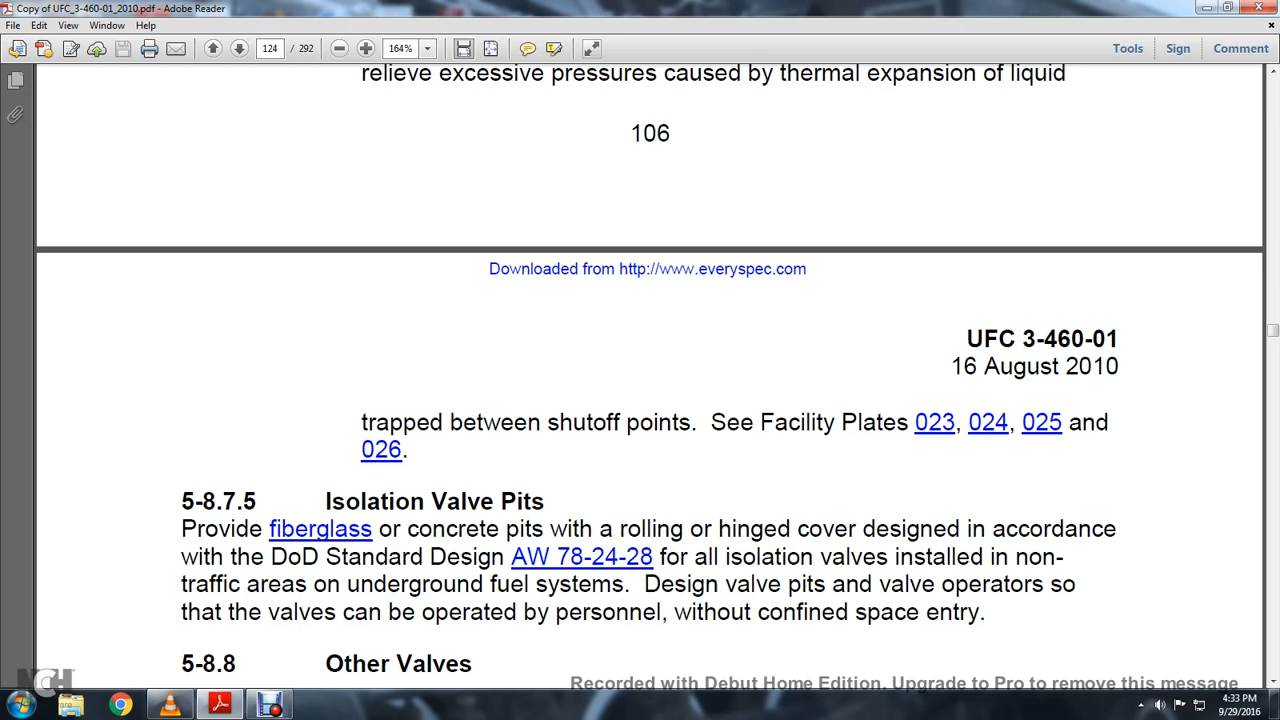 Copy of UFC_3-460-01_2010.pdf - Adobe Reader
File Edit View Window Help
124 / 292 164% Tools Sign Comment
relieve excessive pressures caused by thermal expansion of liquid
106
Downloaded from http://www.everyspec.com
UFC 3-460-01
16 August 2010
trapped between shutoff points. See Facility Plates 023, 024, 025 and
026.
5-8.7.5 Isolation Valve Pits
Provide fiberglass or concrete pits with a rolling or hinged cover designed in accordance
with the DoD Standard Design AW 78-24-28 for all isolation valves installed in non-
traffic areas on underground fuel systems. Design valve pits and valve operators so
that the valves can be operated by personnel, without confined space entry.
5-8.8 Other Valves
NCH
Recorded with Debut Home Edition. Upgrade to Pro to remove this message
4:33 PM
9/29/2016